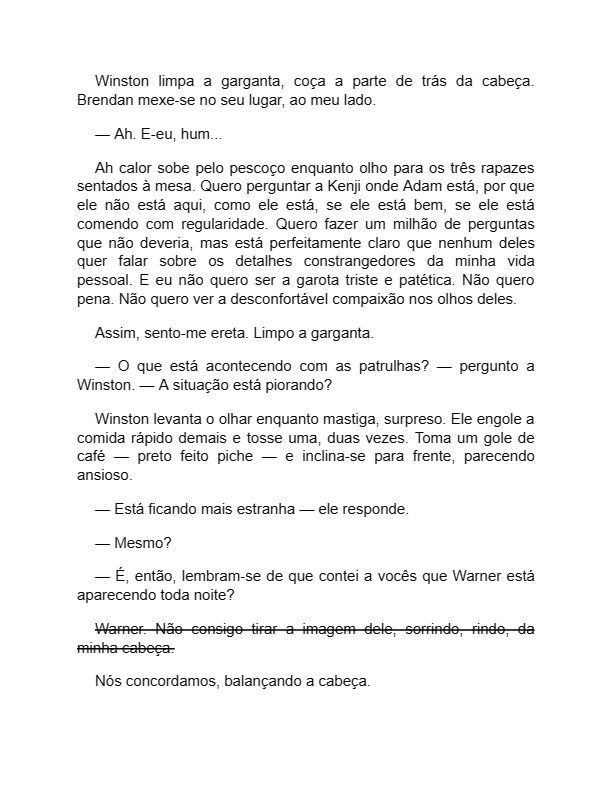 Winston limpa a garganta, coça a parte de trás da cabeça.
Brendan mexe-se no seu lugar, ao meu lado.
— Ah. E-eu, hum...
Ah calor sobe pelo pescoço enquanto olho para os três rapazes
sentados à mesa. Quero perguntar a Kenji onde Adam está, por que
ele não está aqui, como ele está, se ele está bem, se ele está
comendo com regularidade. Quero fazer um milhão de perguntas
que não deveria, mas está perfeitamente claro que nenhum deles
quer falar sobre os detalhes constrangedores da minha vida
pessoal. E eu não quero ser a garota triste e patética. Não quero
pena. Não quero ver a desconfortável compaixão nos olhos deles.
Assim, sento-me ereta. Limpo a garganta.
— O que está acontecendo com as patrulhas? — pergunto a
Winston. — A situação está piorando?
Winston levanta o olhar enquanto mastiga, surpreso. Ele engole a
comida rápido demais e tosse uma, duas vezes. Toma um gole de
café — preto feito piche — e inclina-se para frente, parecendo
ansioso.
— Está ficando mais estranha — ele responde.
— Mesmo?
— É, então, lembram-se de que contei a vocês que Warner está
aparecendo toda noite?
Warner. Não consigo tirar a imagem dele, sorrindo, rindo, da
minha cabeça.
Nós concordamos, balançando a cabeça.